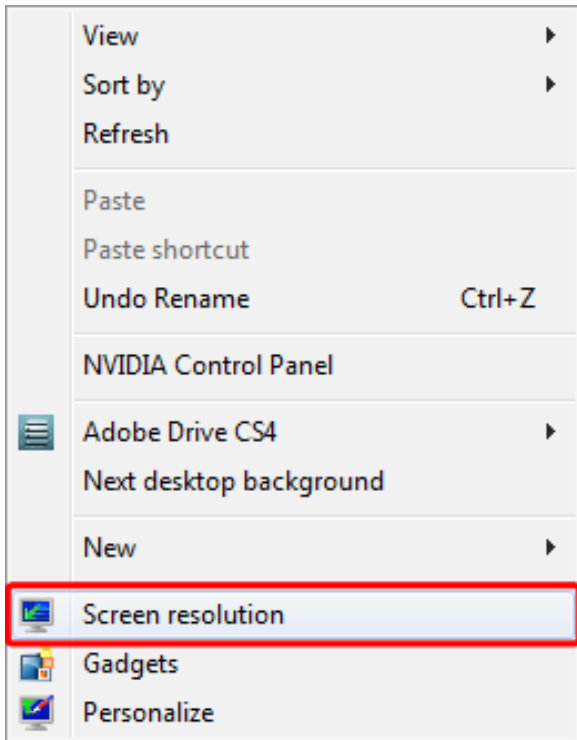 View
Sort by
Refresh
Paste
Paste shortcut
Undo Rename Ctrl+Z
NVIDIA Control Panel
Adobe Drive CS4
Next desktop background
New
Screen resolution
Gadgets
Personalize